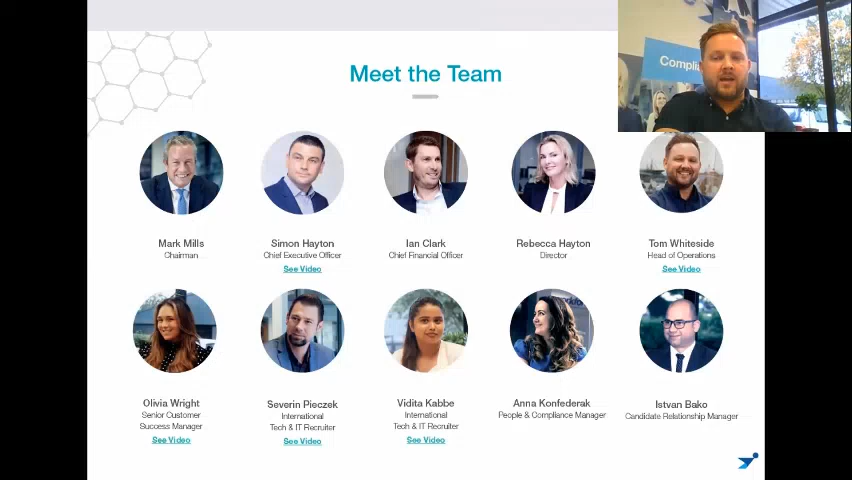 Meet the Team
Mark Mills
Chairman
Simon Hayton
Chief Executive Officer
See Video
Ian Clark
Chief Financial Officer
Rebecca Hayton
Director
Tom Whiteside
Head of Operations
See Video
Olivia Wright
Senior Customer
Success Manager
See Video
Severin Pieczek
International
Tech & IT Recruiter
See Video
Vidita Kabbe
International
Tech & IT Recruiter
See Video
Anna Konfederak
People & Compliance Manager
Istvan Bako
Candidate Relationship Manager